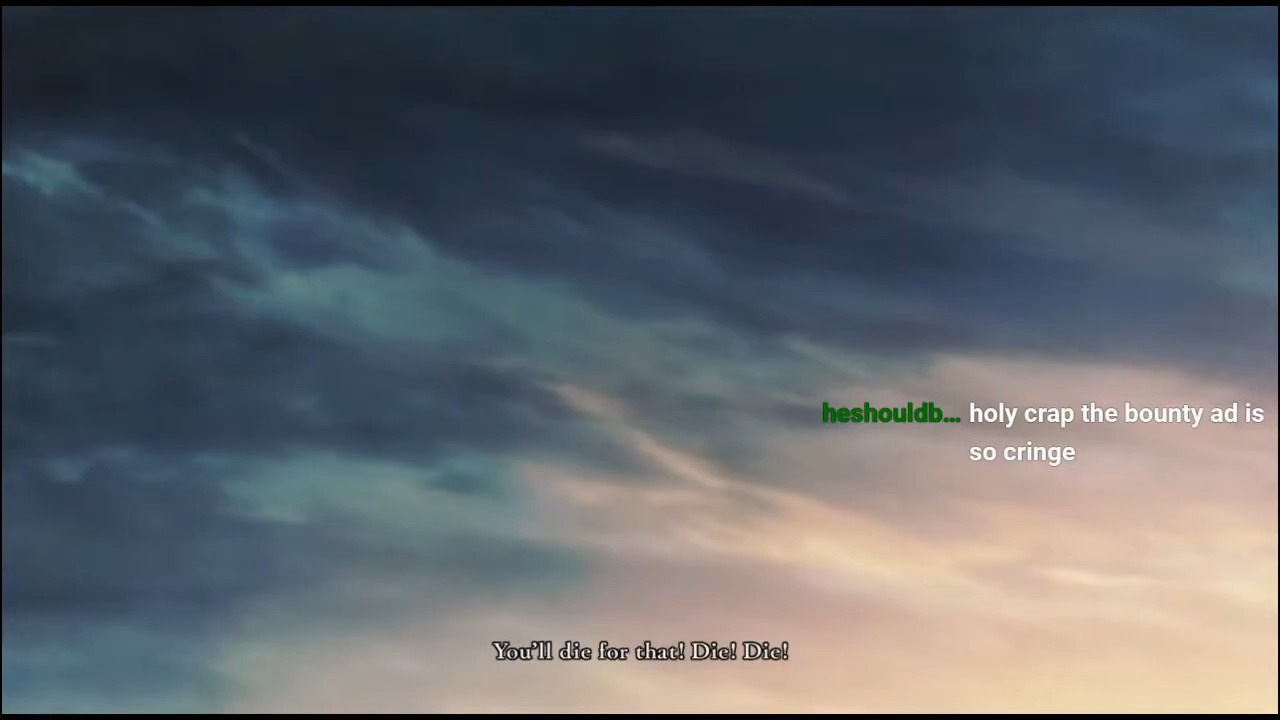 heshouldb... holy crap the bounty ad is
so cringe
You'll die for that! Die! Die!